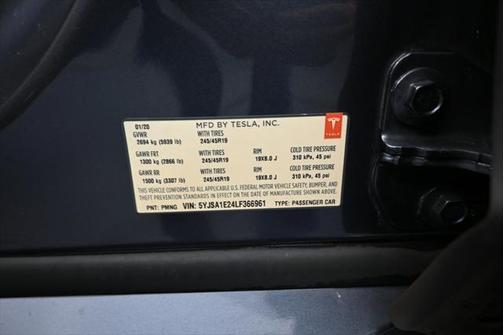 01/20 MFD BY TESLA, INC.
GVWR WITH TIRES
2694 kg (5939 lb) 245/45R19
TESLA
GAWR FRT WITH TIRES RIM COLD TIRE PRESSURE
1300 kg (2866 lb) 245/45R19 19X8.0 J 310 kPa, 45 psi
GAWR RR WITH TIRES RIM COLD TIRE PRESSURE
1500 kg (3307 lb) 245/45R19 19X8.0 J 310 kPa, 45 psi
THIS VEHICLE CONFORMS TO ALL APPLICABLE U.S. FEDERAL MOTOR VEHICLE SAFETY, BUMPER, AND
THEFT PREVENTION STANDARDS IN EFFECT ON THE DATE OF MANUFACTURE SHOWN ABOVE.
PNT: PMNG VIN: 5YJSA1E24LF366961 TYPE: PASSENGER CAR